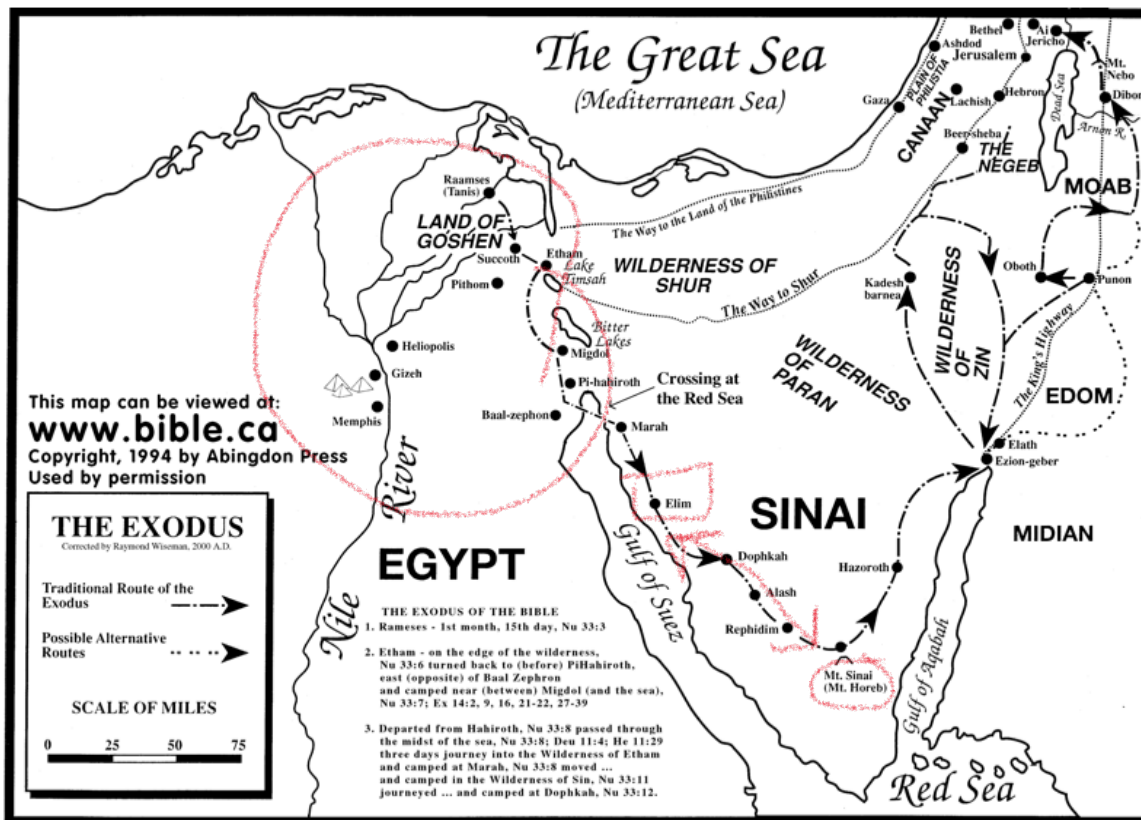 The Great Sea
(Mediterranean Sea)
Bethel
Ai
Jericho
Ashdod
Jerusalem
Mt.
Nebo
PLAIN OF
PHILISTIA
Gaza
Lachish
Hebron
Dead Sea
Dibon
CANAAN
Arnon R.
Beer-sheba
THE
NEGEB
MOAB
Raamses
(Tanis)
LAND OF
GOSHEN
The Way to the Land of the Philistines
Succoth
Etham
Lake
Timsah
WILDERNESS OF
SHUR
Pithom
The Way to Shur
Kadesh
barnea
WILDERNESS
OF
ZIN
Oboth
Punon
The King's Highway
Bitter
Lakes
Heliopolis
Migdol
WILDERNESS
OF
PARAN
Gizeh
Pi-hahiroth
Crossing at
the Red Sea
EDOM
Memphis
Baal-zephon
Marah
Elath
Ezion-geber
This map can be viewed at:
www.bible.ca
Copyright, 1994 by Abingdon Press
Used by permission
Nile River
Elim
SINAI
MIDIAN
THE EXODUS
Corrected by Raymond Wiseman, 2000 A.D.
Traditional Route of the
Exodus
Possible Alternative
Routes
SCALE OF MILES
0 25 50 75
EGYPT
Gulf of Suez
Dophkah
Alash
Rephidim
Hazoroth
Mt. Sinai
(Mt. Horeb)
Gulf of Aqabah
Red Sea
THE EXODUS OF THE BIBLE
1. Rameses - 1st month, 15th day, Nu 33:3
2. Etham - on the edge of the wilderness,
Nu 33:6 turned back to (before) PiHahiroth,
east (opposite) of Baal Zephron
and camped near (between) Migdol (and the sea),
Nu 33:7; Ex 14:2, 9, 16, 21-22, 27-39
3. Departed from Hahiroth, Nu 33:8 passed through
the midst of the sea, Nu 33:8; Deu 11:4; He 11:29
three days journey into the Wilderness of Etham
and camped at Marah, Nu 33:8 moved ...
and camped in the Wilderness of Sin, Nu 33:11
journeyed ... and camped at Dophkah, Nu 33:12.